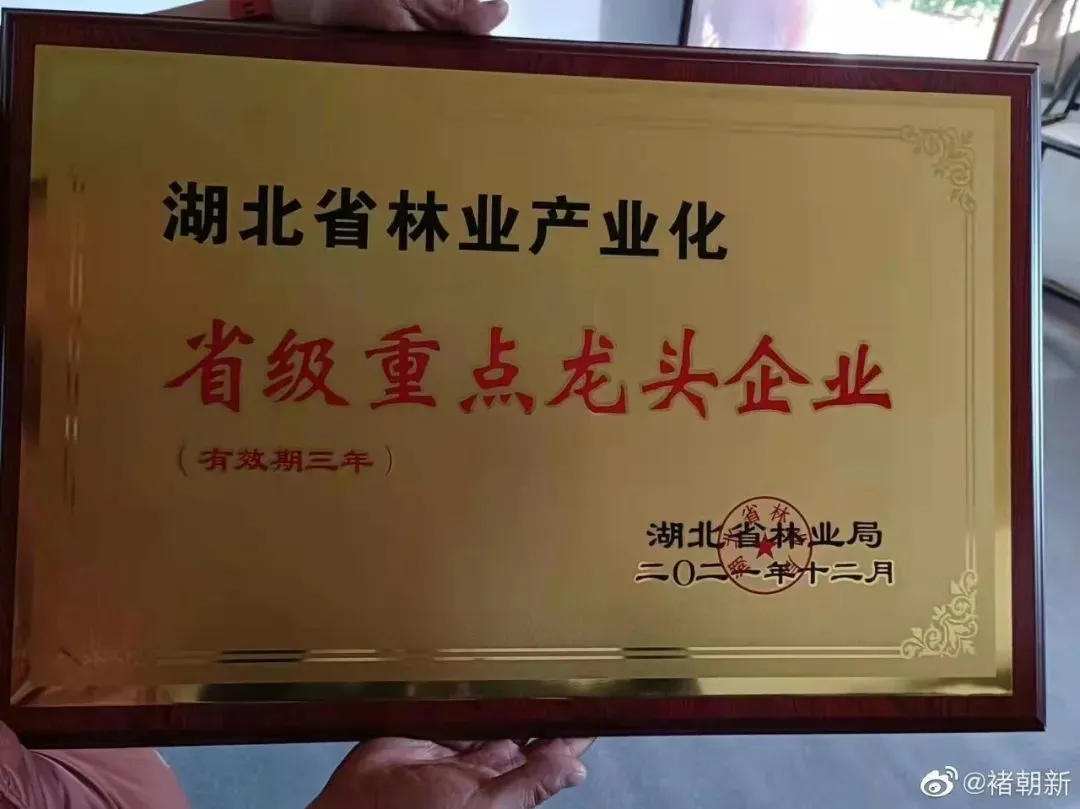 湖北省林业产业化
省级重点龙头企业
(有效期三年)
湖北省林业局
二〇二一年十二月
@褚朝新